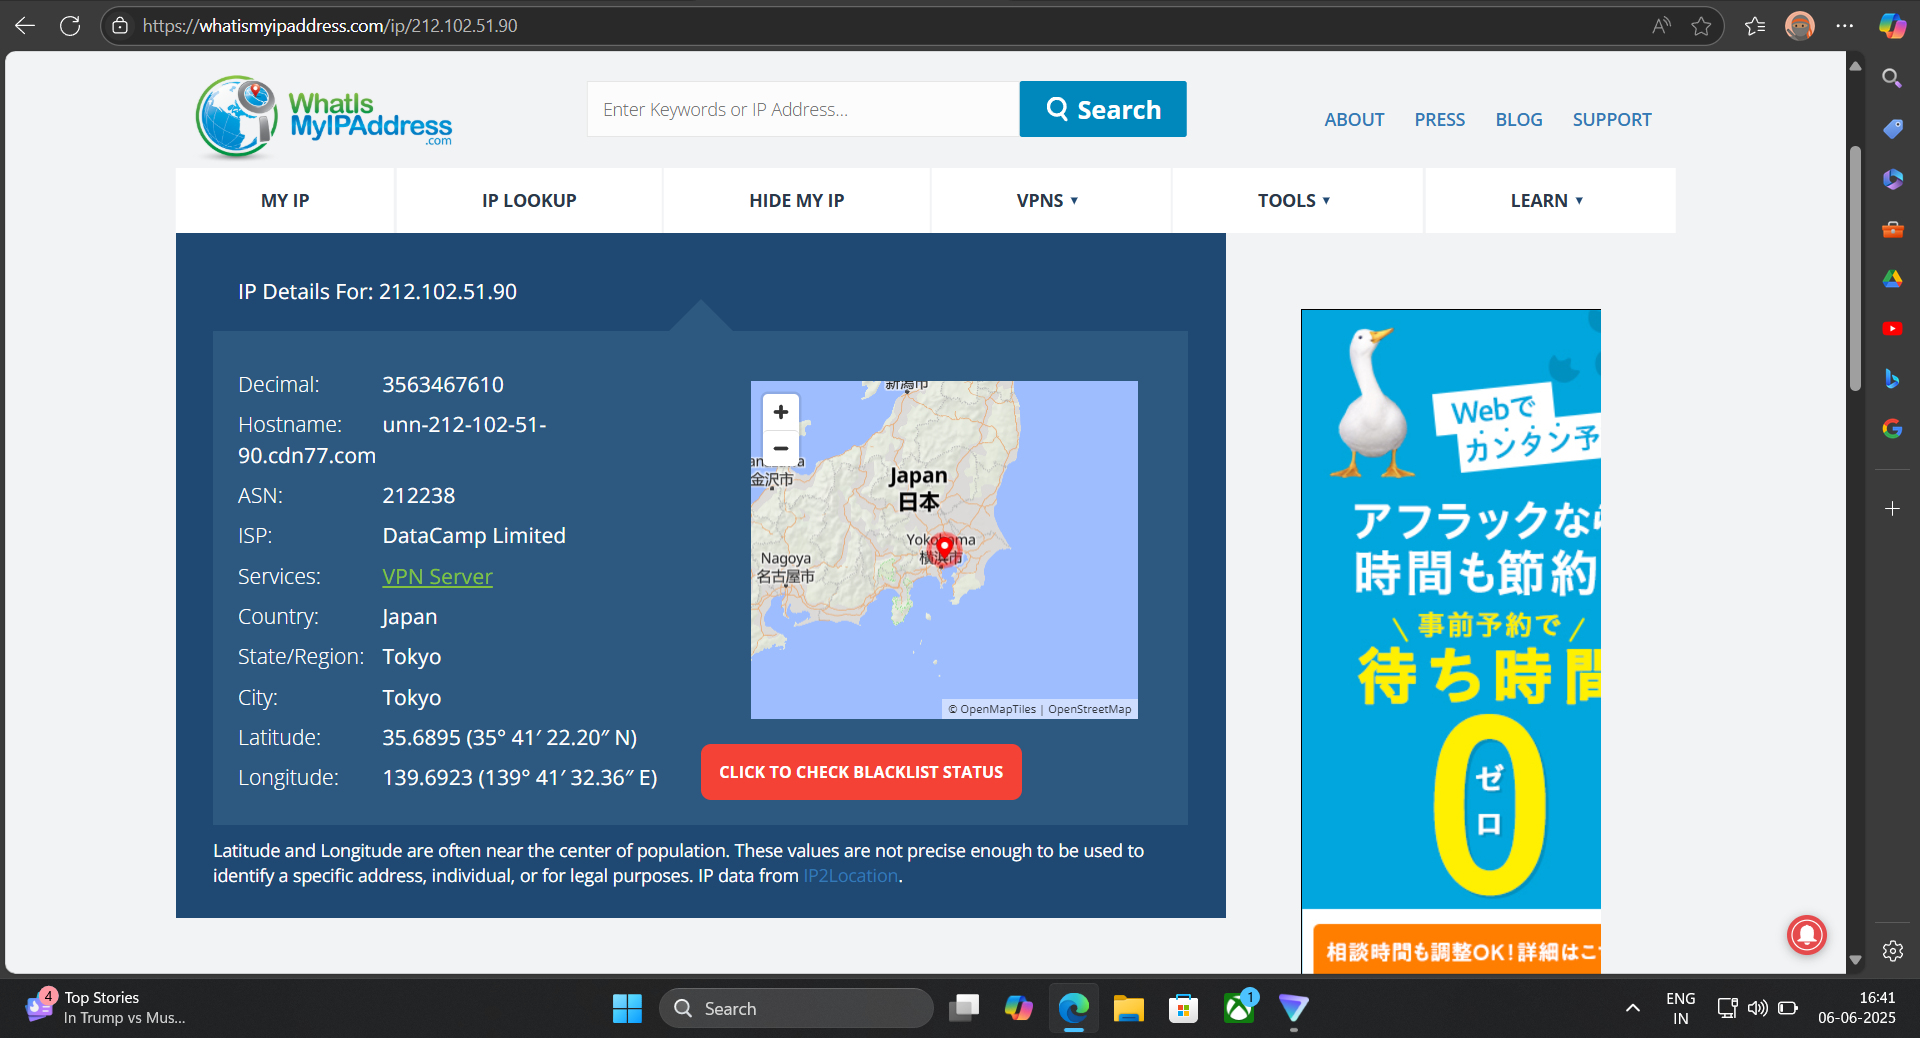 https://whatismyipaddress.com/ip/212.102.51.90
WhatIs
MyIPAddress
.com
Enter Keywords or IP Address...
Search
ABOUT PRESS BLOG SUPPORT
MY IP IP LOOKUP HIDE MY IP VPNS TOOLS LEARN
IP Details For: 212.102.51.90
Decimal: 3563467610
Hostname: unn-212-102-51-
90.cdn77.com
ASN: 212238
ISP: DataCamp Limited
Services: VPN Server
Country: Japan
State/Region: Tokyo
City: Tokyo
Latitude: 35.6895 (35° 41′ 22.20″ N)
Longitude: 139.6923 (139° 41′ 32.36″ E)
新潟市
+
−
金沢市
Japan
日本
Yokohama
横浜市
Nagoya
名古屋市
© OpenMapTiles | OpenStreetMap
CLICK TO CHECK BLACKLIST STATUS
Latitude and Longitude are often near the center of population. These values are not precise enough to be used to
identify a specific address, individual, or for legal purposes. IP data from IP2Location.
Webで
カンタン予
アフラックなら
時間も節約
事前予約で
待ち時間
0
ゼロ
相談時間も調整OK!詳細はこ
4
Top Stories
In Trump vs Mus...
Search
1
ENG
IN
16:41
06-06-2025